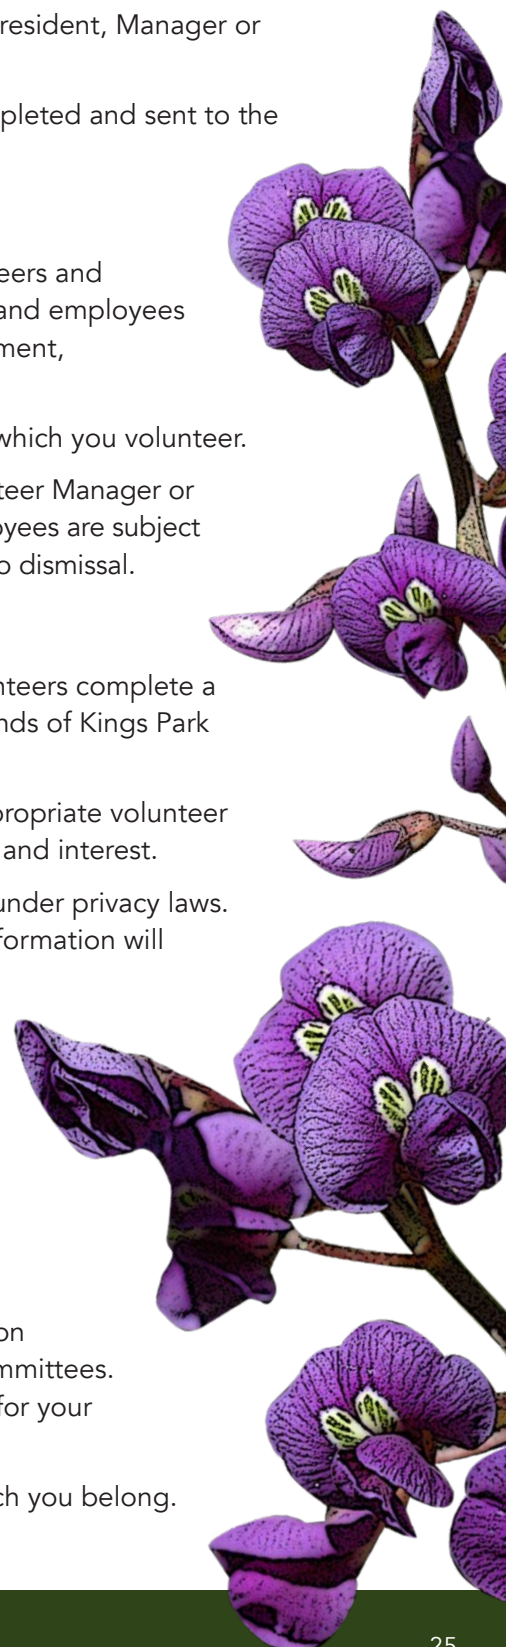 resident, Manager or
pleted and sent to the
eers and
and employees
ment,
which you volunteer.
teer Manager or
oyees are subject
o dismissal.
nteers complete a
nds of Kings Park
propriate volunteer
and interest.
under privacy laws.
formation will
on
mmittees.
for your
ch you belong.
25